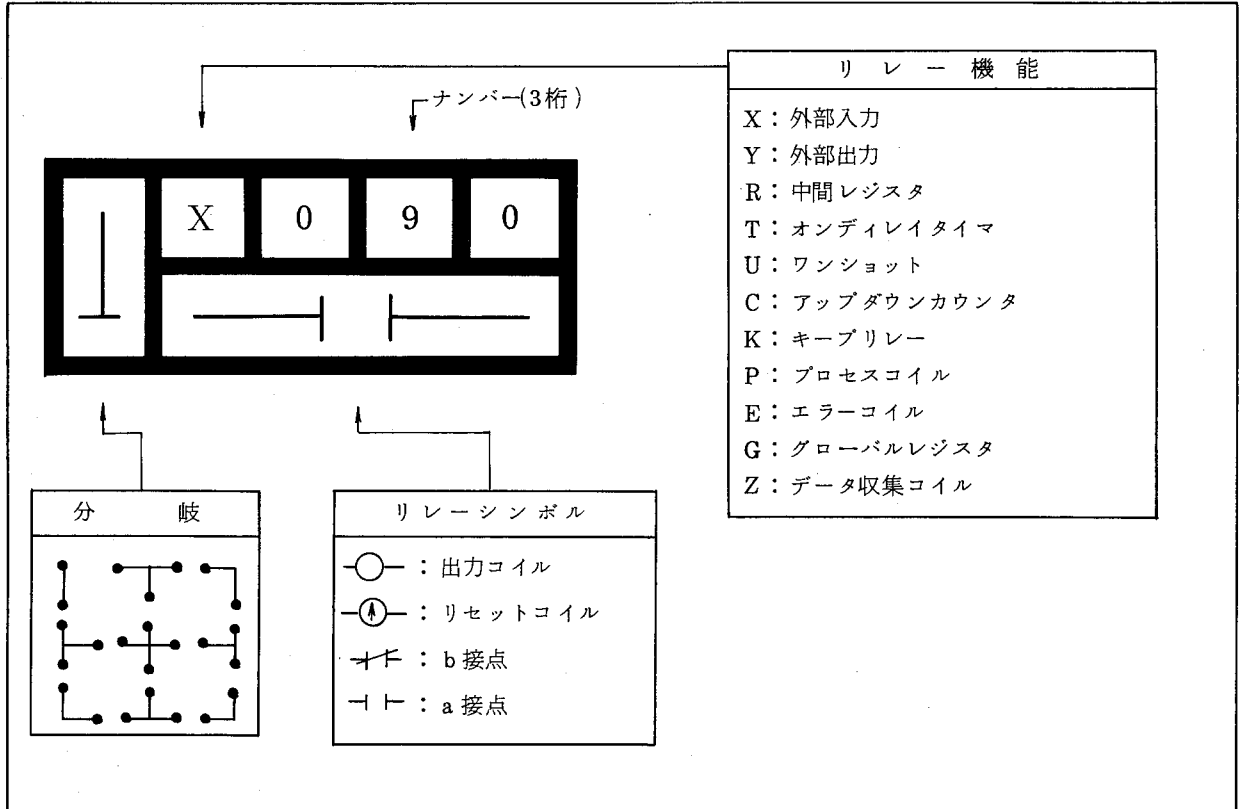 リレー機能
ナンバー(3桁)
X：外部入力
Y：外部出力
R：中間レジスタ
T：オンディレイタイマ
U：ワンショット
C：アップダウンカウンタ
K：キープリレー
P：プロセスコイル
E：エラーコイル
G：グローバルレジスタ
Z：データ収集コイル
X 0 9 0
分岐
リレーシンボル
：出力コイル
：リセットコイル
：b接点
：a接点